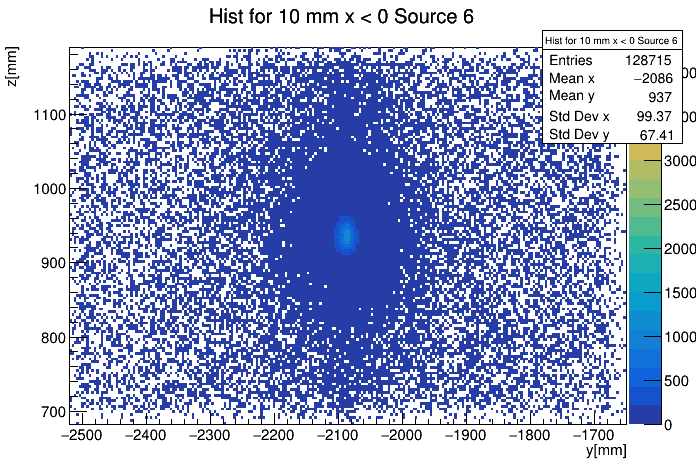 Hist for 10 mm x < 0 Source 6
Hist for 10 mm x < 0 Source 6
Entries 128715
Mean x −2086
Mean y 937
Std Dev x 99.37
Std Dev y 67.41
z[mm]
1100
1000
900
800
700
−2500 −2400 −2300 −2200 −2100 −2000 −1900 −1800 −1700
y[mm]
3000
2500
2000
1500
1000
500
0